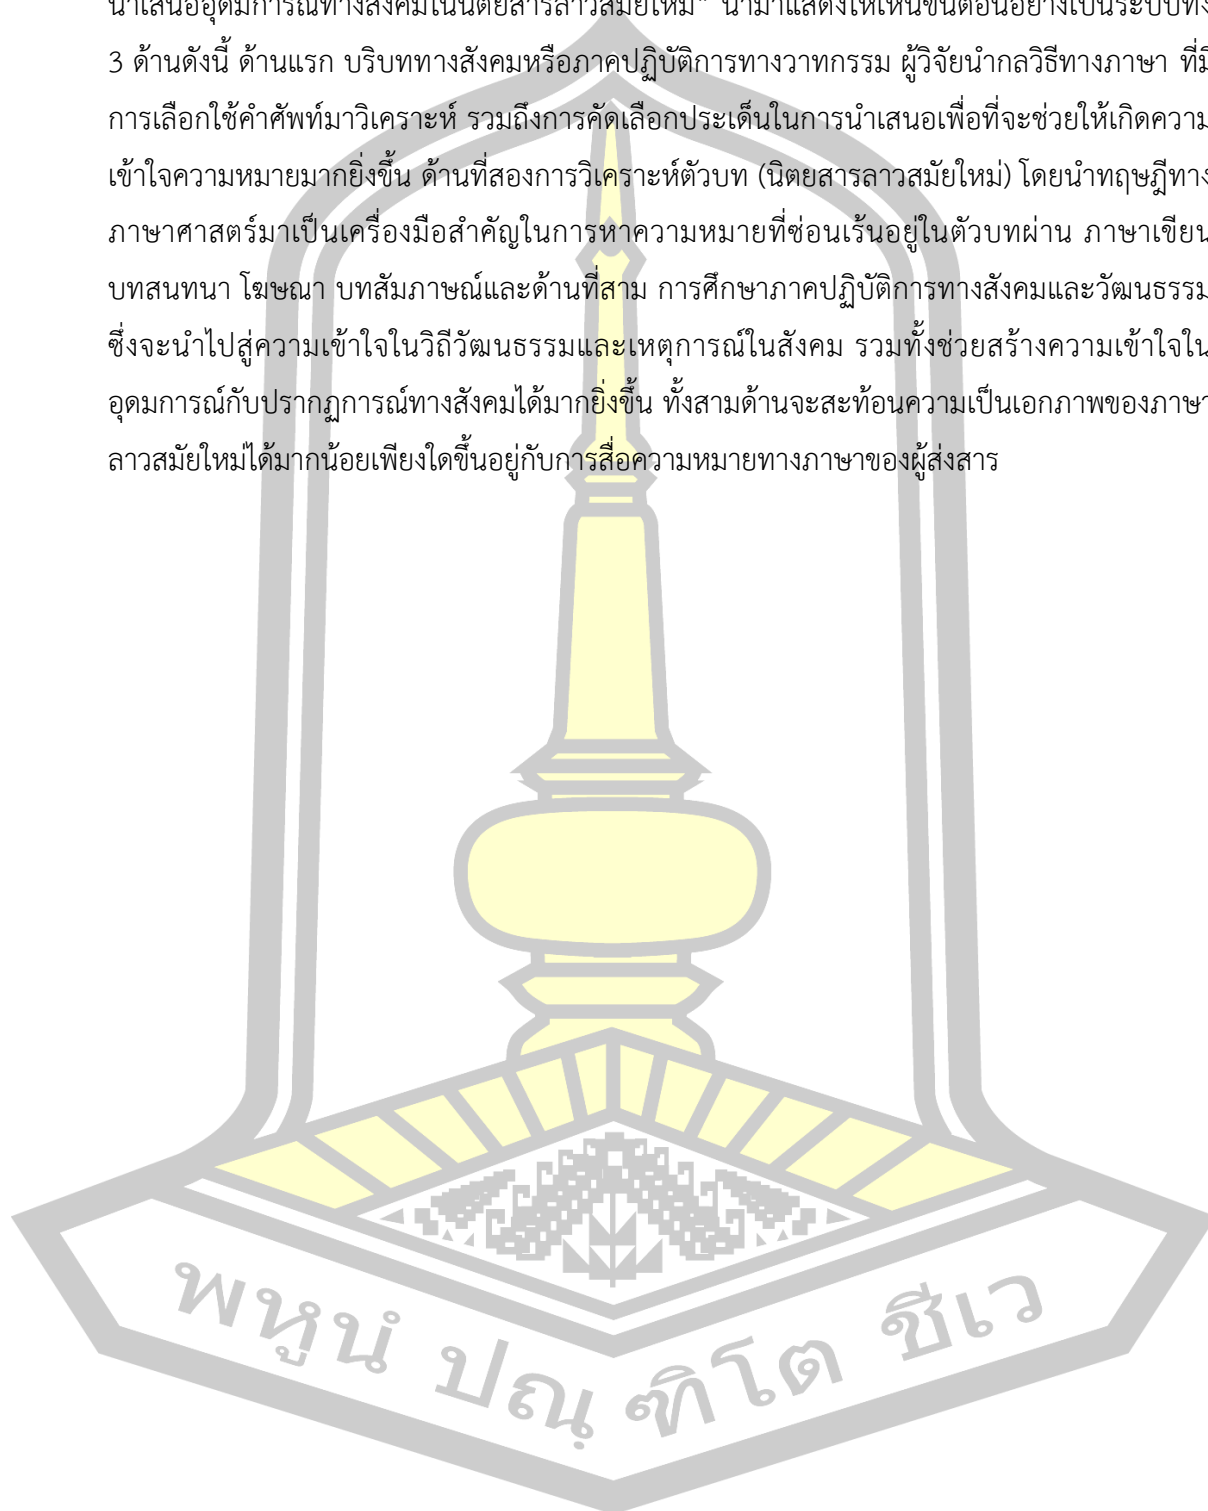 นำเสนออุดมการณ์ทางสังคมในนิตยสารลาวสมัยใหม่" นำมาแสดงให้เห็นขั้นตอนอย่างเป็นระบบทั้ง
3 ด้านดังนี้ ด้านแรก บริบททางสังคมหรือภาคปฏิบัติการทางวาทกรรม ผู้วิจัยนำกลวิธีทางภาษา ที่มี
การเลือกใช้คำศัพท์มาวิเคราะห์ รวมถึงการคัดเลือกประเด็นในการนำเสนอเพื่อที่จะช่วยให้เกิดความ
เข้าใจความหมายมากยิ่งขึ้น ด้านที่สองการวิเคราะห์ตัวบท (นิตยสารลาวสมัยใหม่) โดยนำทฤษฎีทาง
ภาษาศาสตร์มาเป็นเครื่องมือสำคัญในการหาความหมายที่ซ่อนเร้นอยู่ในตัวบทผ่าน ภาษาเขียน
บทสนทนา โฆษณา บทสัมภาษณ์และด้านที่สาม การศึกษาภาคปฏิบัติการทางสังคมและวัฒนธรรม
ซึ่งจะนำไปสู่ความเข้าใจในวิถีวัฒนธรรมและเหตุการณ์ในสังคม รวมทั้งช่วยสร้างความเข้าใจใน
อุดมการณ์กับปรากฏการณ์ทางสังคมได้มากยิ่งขึ้น ทั้งสามด้านจะสะท้อนความเป็นเอกภาพของภาษา
ลาวสมัยใหม่ได้มากน้อยเพียงใดขึ้นอยู่กับการสื่อความหมายทางภาษาของผู้ส่งสาร
พหูนํ ปณฺ ฑิโต ชีเว